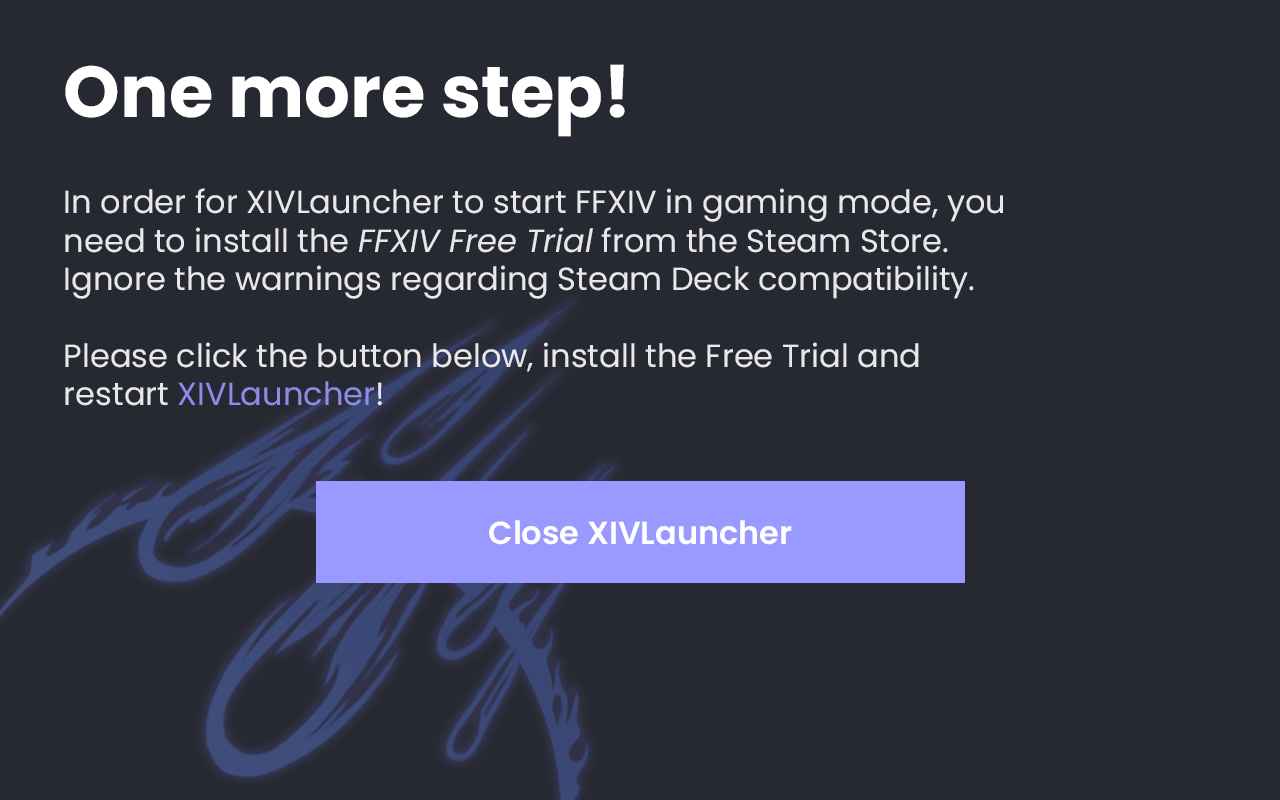 One more step!
In order for XIVLauncher to start FFXIV in gaming mode, you
need to install the FFXIV Free Trial from the Steam Store.
Ignore the warnings regarding Steam Deck compatibility.
Please click the button below, install the Free Trial and
restart XIVLauncher!
Close XIVLauncher